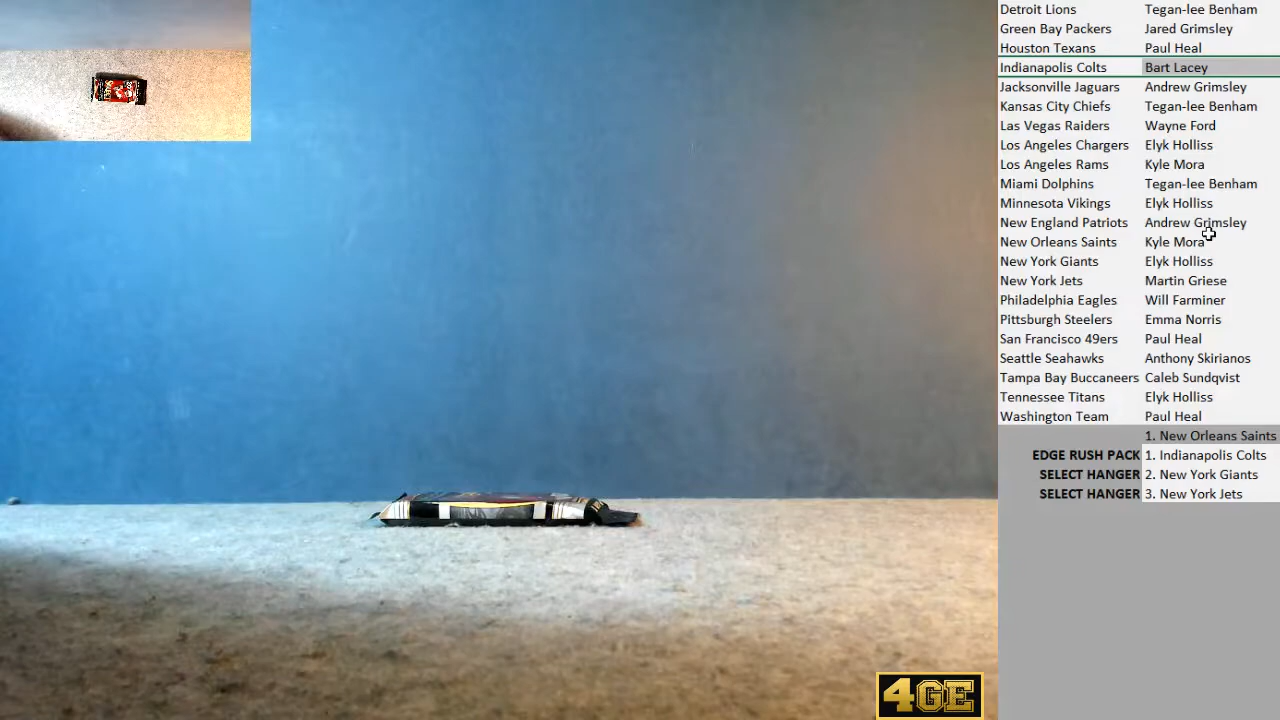 Detroit Lions Tegan-lee Benham
Green Bay Packers Jared Grimsley
Houston Texans Paul Heal
Indianapolis Colts Bart Lacey
Jacksonville Jaguars Andrew Grimsley
Kansas City Chiefs Tegan-lee Benham
Las Vegas Raiders Wayne Ford
Los Angeles Chargers Elyk Holliss
Los Angeles Rams Kyle Mora
Miami Dolphins Tegan-lee Benham
Minnesota Vikings Elyk Holliss
New England Patriots Andrew Grimsley
New Orleans Saints Kyle Mora
New York Giants Elyk Holliss
New York Jets Martin Griese
Philadelphia Eagles Will Farminer
Pittsburgh Steelers Emma Norris
San Francisco 49ers Paul Heal
Seattle Seahawks Anthony Skirianos
Tampa Bay Buccaneers Caleb Sundqvist
Tennessee Titans Elyk Holliss
Washington Team Paul Heal
1. New Orleans Saints
EDGE RUSH PACK 1. Indianapolis Colts
SELECT HANGER 2. New York Giants
SELECT HANGER 3. New York Jets
4GE